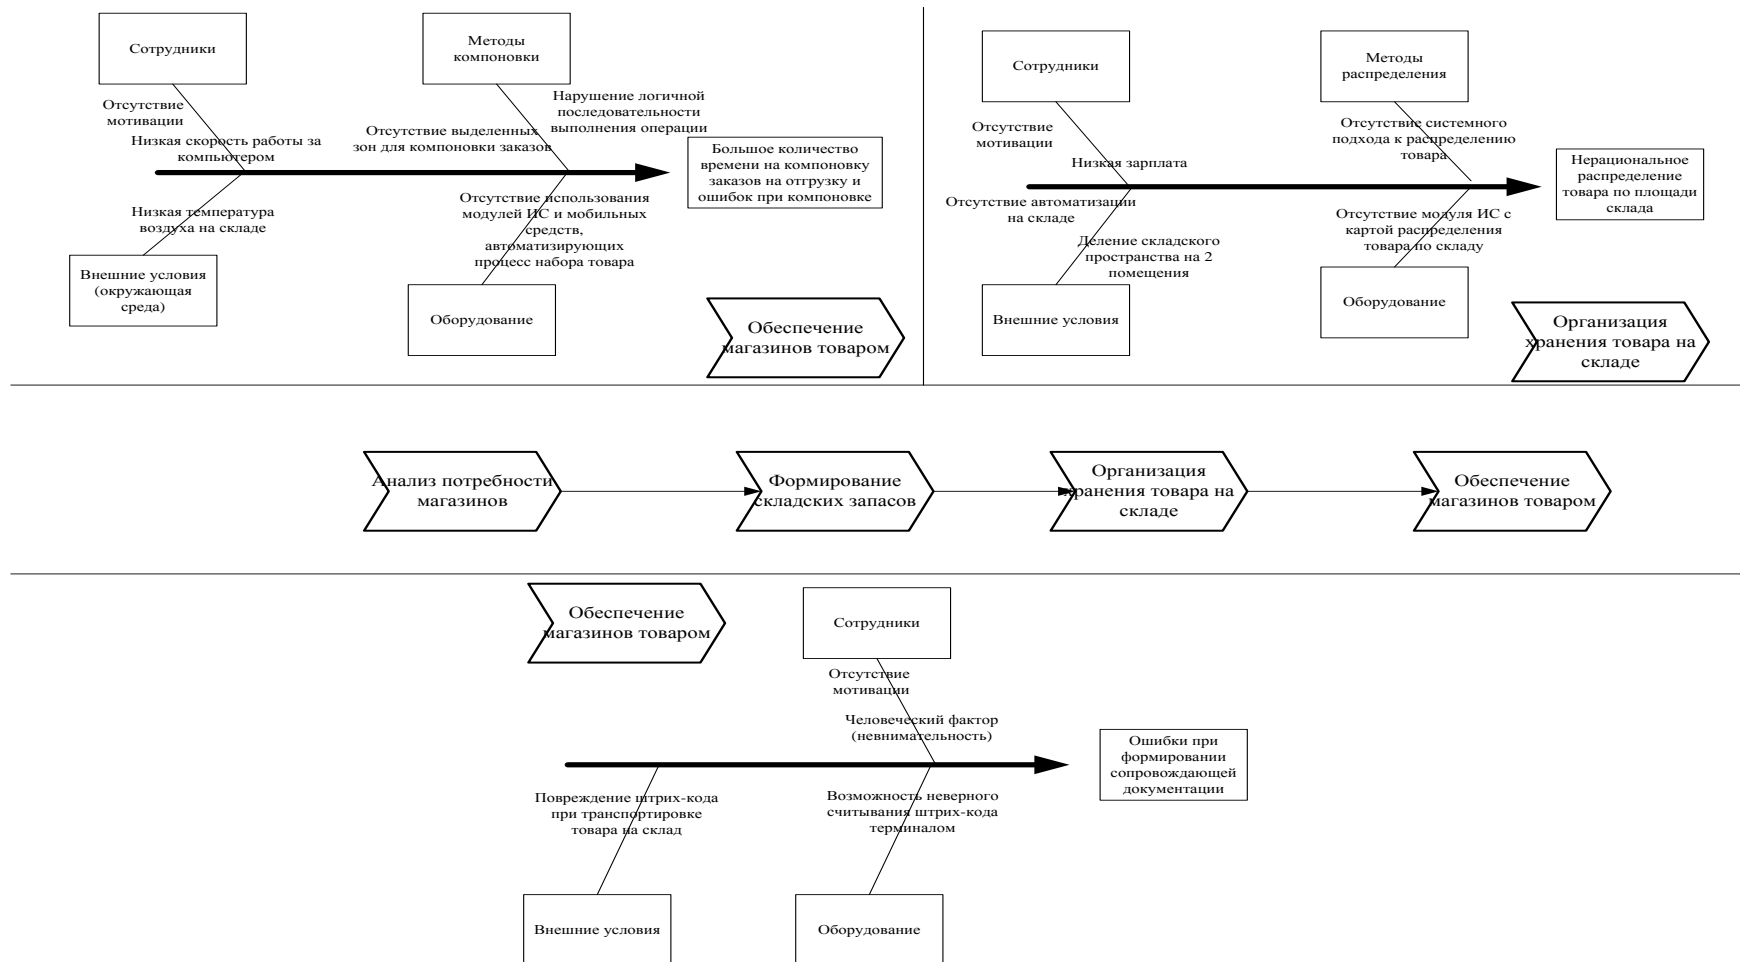 Сотрудники
Методы
компоновки
Отсутствие
мотивации
Низкая скорость работы за
компьютером
Отсутствие выделенных
зон для компоновки заказов
Нарушение логичной
последовательности
выполнения операции
Большое количество
времени на компоновку
заказов на отгрузку и
ошибок при компоновке
Низкая температура
воздуха на складе
Отсутствие использования
модулей ИС и мобильных
средств,
автоматизирующих
процесс набора товара
Внешние условия
(окружающая
среда)
Оборудование
Обеспечение
магазинов товаром
Сотрудники
Методы
распределения
Отсутствие
мотивации
Низкая зарплата
Отсутствие системного
подхода к распределению
товара
Нерациональное
распределение
товара по площади
склада
Отсутствие автоматизации
на складе
Деление складского
пространства на 2
помещения
Отсутствие модуля ИС с
картой распределения
товара по складу
Внешние условия
Оборудование
Организация
хранения товара на
складе
Анализ потребности
магазинов
Формирование
складских запасов
Организация
хранения товара на
складе
Обеспечение
магазинов товаром
Обеспечение
магазинов товаром
Сотрудники
Отсутствие
мотивации
Человеческий фактор
(невнимательность)
Ошибки при
формировании
сопровождающей
документации
Повреждение штрих-кода
при транспортировке
товара на склад
Возможность неверного
считывания штрих-кода
терминалом
Внешние условия
Оборудование